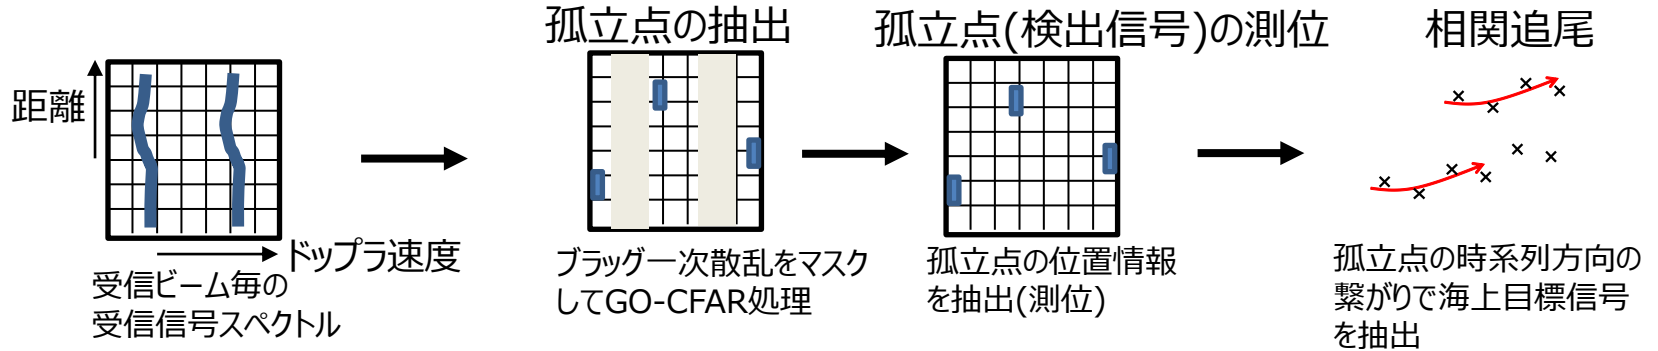 孤立点の抽出
孤立点(検出信号)の測位
相関追尾
距離
ドップラ速度
受信ビーム毎の
受信信号スペクトル
ブラッグ一次散乱をマスク
してGO-CFAR処理
孤立点の位置情報
を抽出(測位)
孤立点の時系列方向の
繋がりで海上目標信号
を抽出